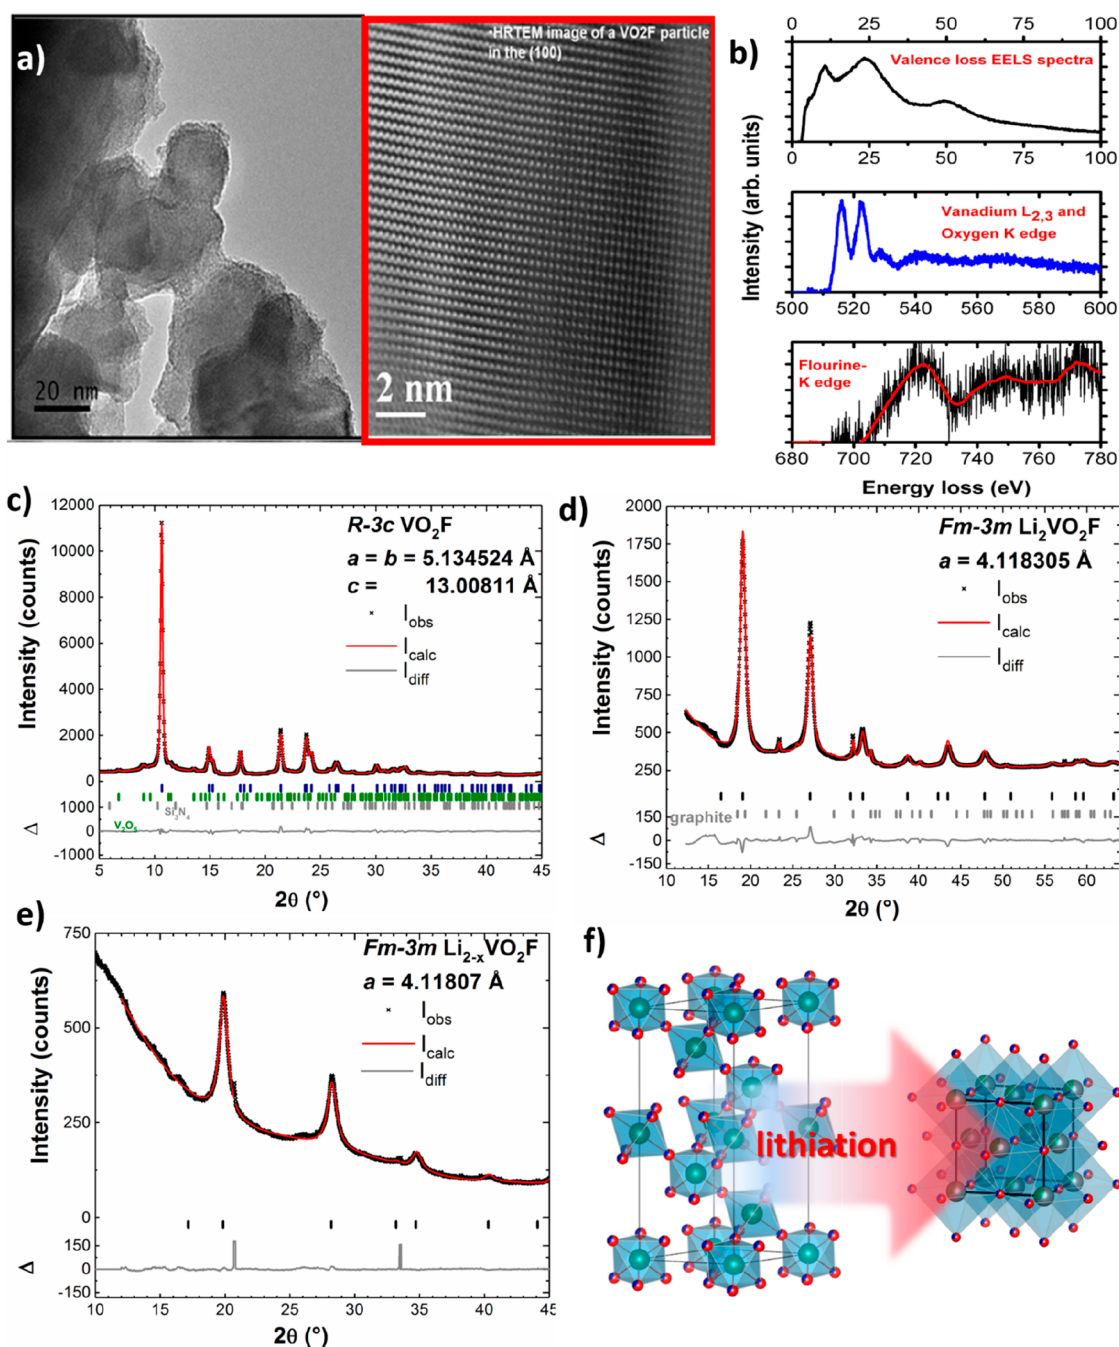 a)
•HRTEM image of a VO2F particle
in the (100)
20 nm
2 nm
b)
0 25 50 75 100
Valence loss EELS spectra
0 25 50 75 100
Vanadium L2,3 and
Oxygen K edge
500 520 540 560 580 600
Flourine-
K edge
680 700 720 740 760 780
Energy loss (eV)
Intensity (arb. units)
c)
12000
10000
8000
6000
4000
2000
0
1000
0
-1000
Intensity (counts)
Δ
R-3c VO2F
a = b = 5.134524 Å
c = 13.00811 Å
Iobs
Icalc
Idiff
Si3N4
V2O5
5 10 15 20 25 30 35 40 45
2θ (°)
d)
2000
1750
1500
1250
1000
750
500
250
150
0
-150
Intensity (counts)
Δ
Fm-3m Li2VO2F
a = 4.118305 Å
Iobs
Icalc
Idiff
graphite
10 15 20 25 30 35 40 45 50 55 60
2θ (°)
e)
750
500
250
0
150
0
-150
Intensity (counts)
Δ
Fm-3m Li2-xVO2F
a = 4.11807 Å
Iobs
Icalc
Idiff
10 15 20 25 30 35 40 45
2θ (°)
f)
lithiation